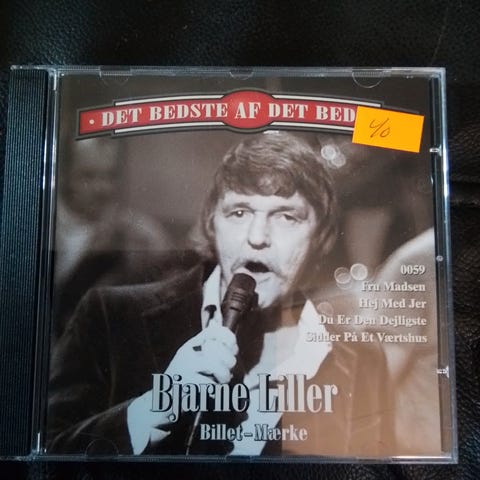 • DET BEDSTE AF DET BED
40
0059
Fru Madsen
Hej Med Jer
Du Er Den Dejligste
Sidder På Et Værtshus
Bjarne Liller
Billet-Mærke